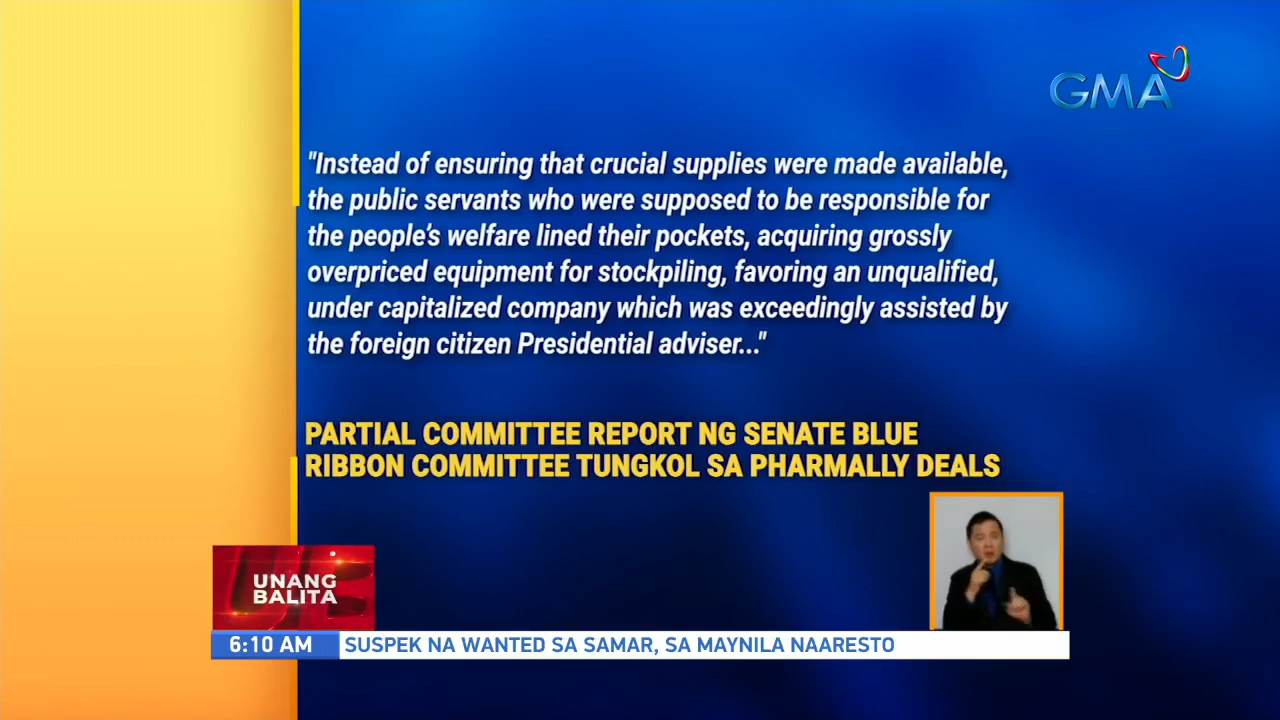 GMA
"Instead of ensuring that crucial supplies were made available,
the public servants who were supposed to be responsible for
the people's welfare lined their pockets, acquiring grossly
overpriced equipment for stockpiling, favoring an unqualified,
under capitalized company which was exceedingly assisted by
the foreign citizen Presidential adviser..."
PARTIAL COMMITTEE REPORT NG SENATE BLUE
RIBBON COMMITTEE TUNGKOL SA PHARMALLY DEALS
UNANG
BALITA
6:10 AM SUSPEK NA WANTED SA SAMAR, SA MAYNILA NAARESTO